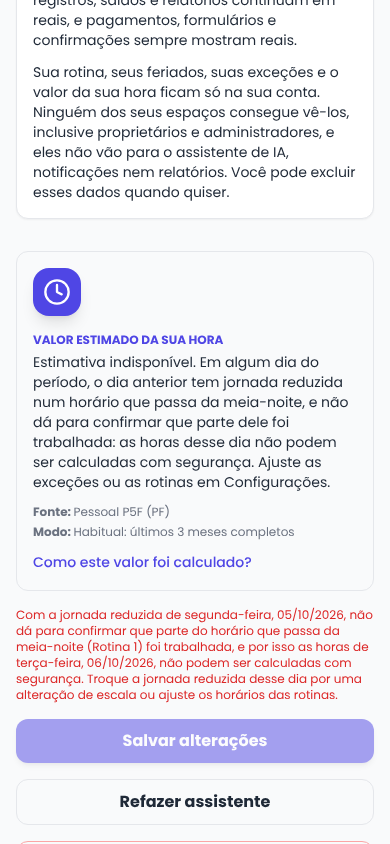 registros, saldos e relatórios continuam em
reais, e pagamentos, formulários e
confirmações sempre mostram reais.
Sua rotina, seus feriados, suas exceções e o
valor da sua hora ficam só na sua conta.
Ninguém dos seus espaços consegue vê-los,
inclusive proprietários e administradores, e
eles não vão para o assistente de IA,
notificações nem relatórios. Você pode excluir
esses dados quando quiser.
VALOR ESTIMADO DA SUA HORA
Estimativa indisponível. Em algum dia do
período, o dia anterior tem jornada reduzida
num horário que passa da meia-noite, e não
dá para confirmar que parte dele foi
trabalhada: as horas desse dia não podem
ser calculadas com segurança. Ajuste as
exceções ou as rotinas em Configurações.
Fonte: Pessoal P5F (PF)
Modo: Habitual: últimos 3 meses completos
Como este valor foi calculado?
Com a jornada reduzida de segunda-feira, 05/10/2026, não
dá para confirmar que parte do horário que passa da
meia-noite (Rotina 1) foi trabalhada, e por isso as horas de
terça-feira, 06/10/2026, não podem ser calculadas com
segurança. Troque a jornada reduzida desse dia por uma
alteração de escala ou ajuste os horários das rotinas.
Salvar alterações
Refazer assistente